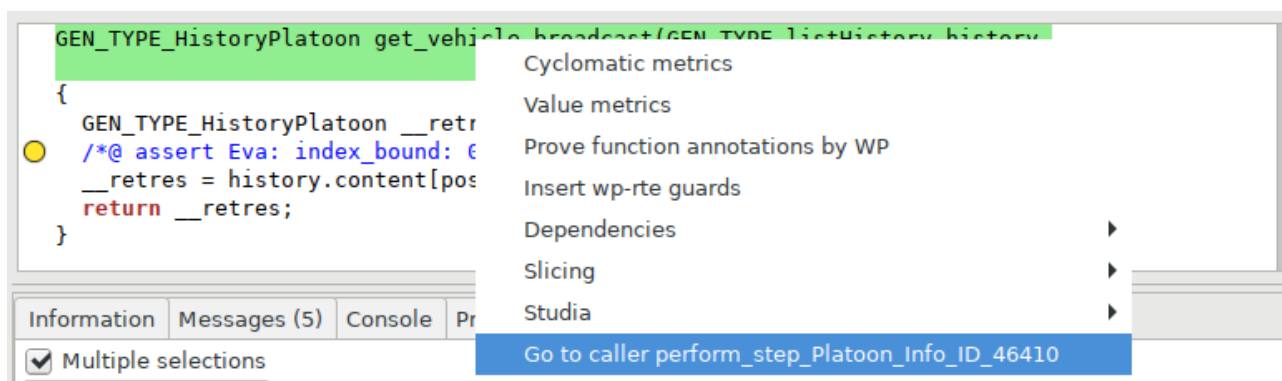 GEN_TYPE_HistoryPlatoon get_vehicle_broadcast(GEN_TYPE_listHistory history,
{
GEN_TYPE_HistoryPlatoon __retr
/*@ assert Eva: index_bound: 0
__retres = history.content[pos
return __retres;
}
Cyclomatic metrics
Value metrics
Prove function annotations by WP
Insert wp-rte guards
Dependencies
Slicing
Studia
Go to caller perform_step_Platoon_Info_ID_46410
Information Messages (5) Console Pr
Multiple selections